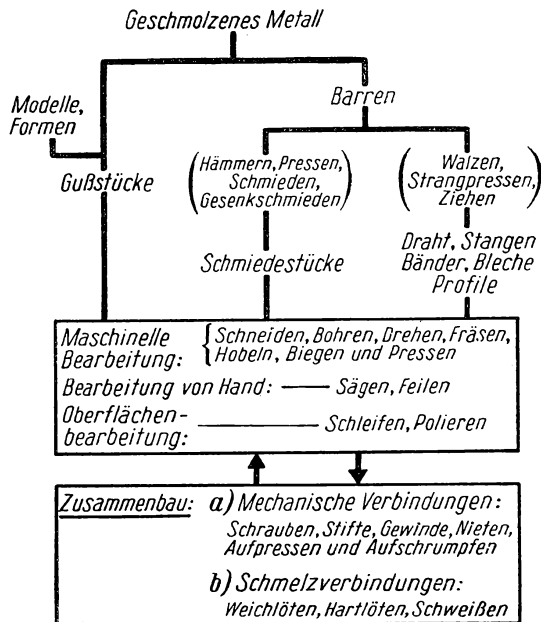 Geschmolzenes Metall
Barren
Modelle,
Formen
Gußstücke
(Hämmern, Pressen,
Schmieden,
Gesenkschmieden)
(Walzen,
Strangpressen,
Ziehen)
Schmiedestücke
Draht, Stangen
Bänder, Bleche
Profile
Maschinelle
Bearbeitung:
{Schneiden, Bohren, Drehen, Fräsen,
Hobeln, Biegen und Pressen
Bearbeitung von Hand: — Sägen, Feilen
Oberflächen-
bearbeitung: — Schleifen, Polieren
Zusammenbau: a) Mechanische Verbindungen:
Schrauben, Stifte, Gewinde, Nieten,
Aufpressen und Aufschrumpfen
b) Schmelzverbindungen:
Weichlöten, Hartlöten, Schweißen